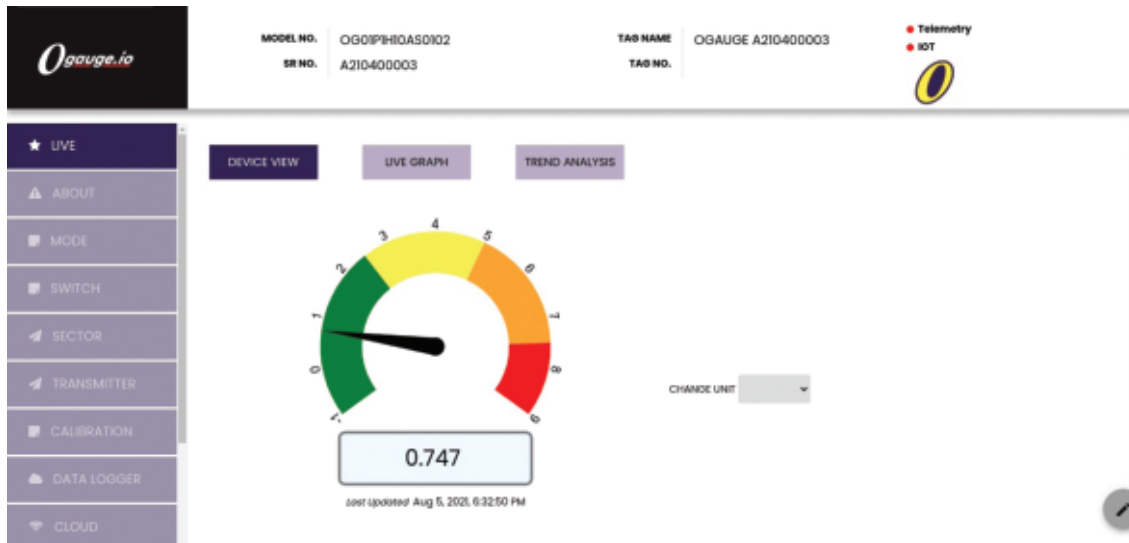 Ogauge.io
MODEL NO. OG01P1H10AS0102
SR NO. A210400003
TAG NAME OGAUGE A210400003
TAG NO.
Telemetry
IOT
LIVE
ABOUT
MODE
SWITCH
SECTOR
TRANSMITTER
CALIBRATION
DATA LOGGER
CLOUD
DEVICE VIEW LIVE GRAPH TREND ANALYSIS
0 1 2 3 4 5 6 7 8 9
CHANGE UNIT
0.747
Last Updated Aug 5, 2021, 6:32:50 PM